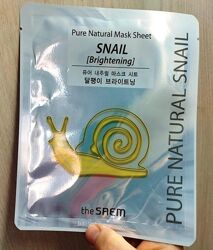 Pure Natural Mask Sheet
SNAIL
[Brightening]
퓨어 내추럴 마스크 시트
달팽이 브라이트닝
PURE NATURAL SNAIL
the SAEM